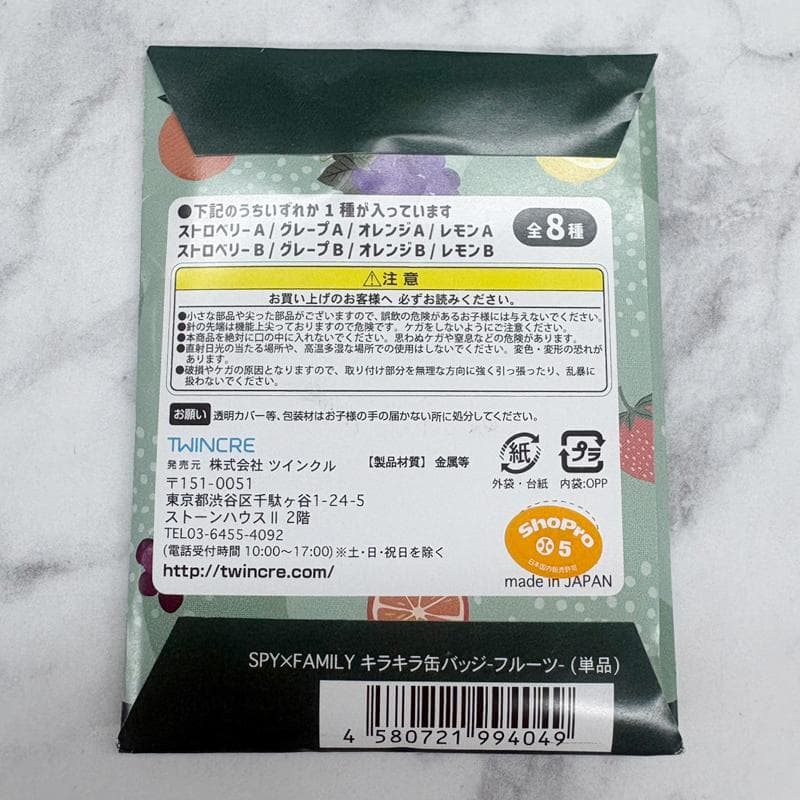 ●下記のうちいずれか1種が入っています
ストロベリーA / グレープA / オレンジA / レモンA
ストロベリーB / グレープB / オレンジB / レモンB
全8種
⚠注意
お買い上げのお客様へ 必ずお読みください。
●小さな部品や尖った部品がございますので、誤飲の危険があるお子様には与えないでください。
●針の先端は機能上尖っておりますので危険です。ケガをしないようにご注意ください。
●本商品を絶対に口の中に入れないでください。思わぬケガや窒息などの危険があります。
●直射日光の当たる場所や、高温多湿な場所での使用はしないでください。変色・変形の恐れが
あります。
●破損やケガの原因となりますので、取り付け部分を無理な方向に強く引っ張ったり、乱暴に
扱わないでください。
お願い 透明カバー等、包装材はお子様の手の届かない所に処分してください。
TWINCRE
発売元 株式会社 ツインクル
【製品材質】 金属等
〒151-0051
東京都渋谷区千駄ヶ谷1-24-5
ストーンハウスⅡ 2階
TEL03-6455-4092
(電話受付時間 10:00〜17:00)※土・日・祝日を除く
http://twincre.com/
紙
外袋・台紙
プラ
内袋:OPP
ShoPro
5
日本国内販売許可
made in JAPAN
SPY×FAMILY キラキラ缶バッジ-フルーツ- (単品)
4 580721 994049